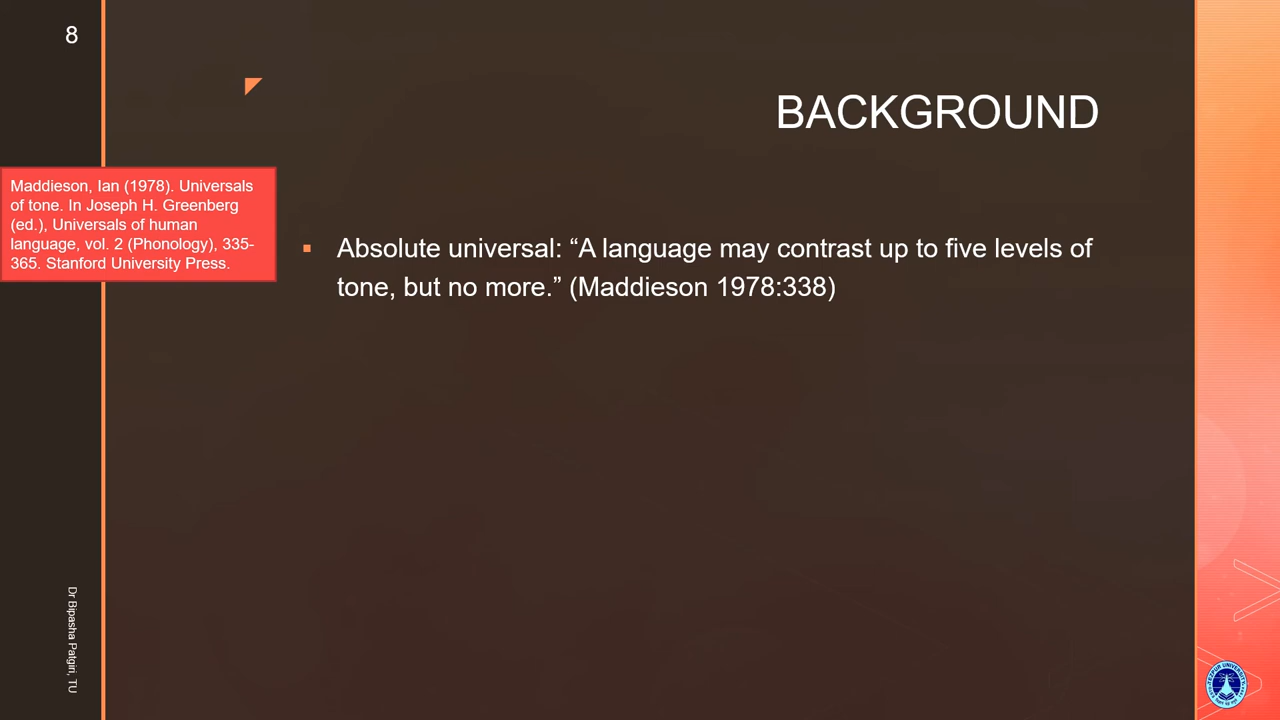 8
BACKGROUND
Maddieson, Ian (1978). Universals
of tone. In Joseph H. Greenberg
(ed.), Universals of human
language, vol. 2 (Phonology), 335-
365. Stanford University Press.
▪ Absolute universal: “A language may contrast up to five levels of
tone, but no more.” (Maddieson 1978:338)
Dr Bipasha Patgiri, TU